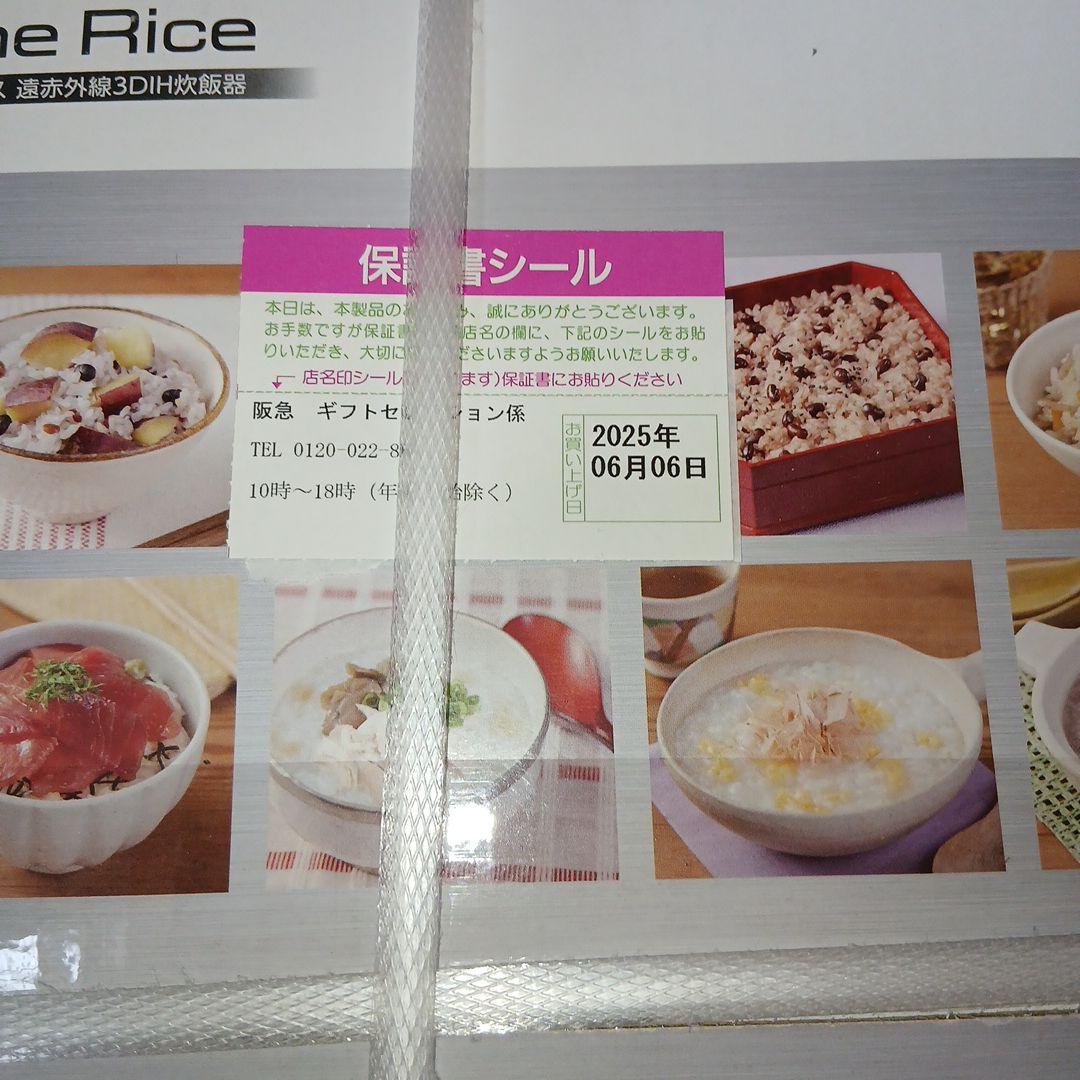 ne Rice
ス 遠赤外線3DIH炊飯器
保証書シール
本日は、本製品のお み、誠にありがとうございます。
お手数ですが保証書 店名の欄に、下記のシールをお貼
りいただき、大切に くださいますようお願いいたします。
店名印シール ます)保証書にお貼りください
阪急 ギフトセ ション係
TEL 0120-022-8
10時～18時（年 始除く）
お買い上げ日
2025年
06月06日